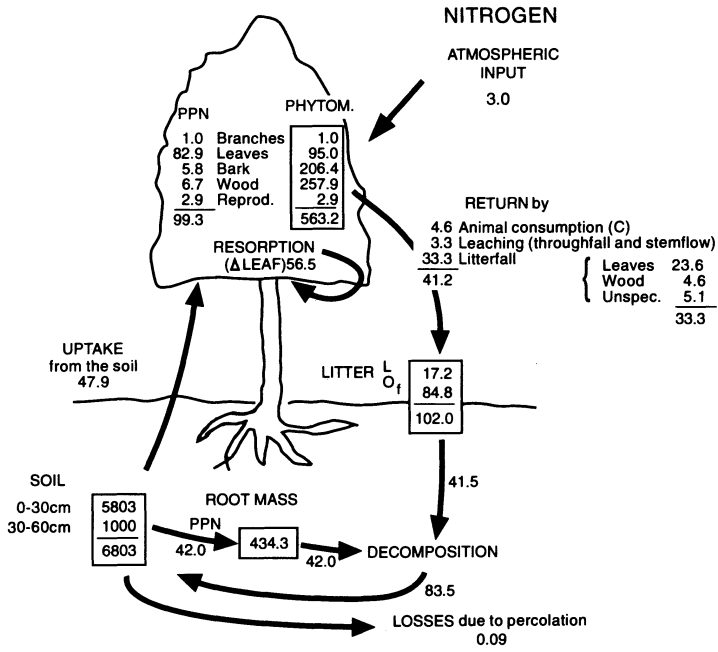 NITROGEN
ATMOSPHERIC
INPUT
3.0
PPN PHYTOM.
1.0 Branches 1.0
82.9 Leaves 95.0
5.8 Bark 206.4
6.7 Wood 257.9
2.9 Reprod. 2.9
99.3 563.2
RESORPTION
(Δ LEAF) 56.5
RETURN by
4.6 Animal consumption (C)
3.3 Leaching (throughfall and stemflow)
33.3 Litterfall
41.2
Leaves 23.6
Wood 4.6
Unspec. 5.1
33.3
UPTAKE
from the soil
47.9
LITTER L 17.2
Of 84.8
102.0
41.5
SOIL
0-30cm 5803
30-60cm 1000
6803
ROOT MASS
PPN
42.0
434.3
42.0
DECOMPOSITION
83.5
LOSSES due to percolation
0.09